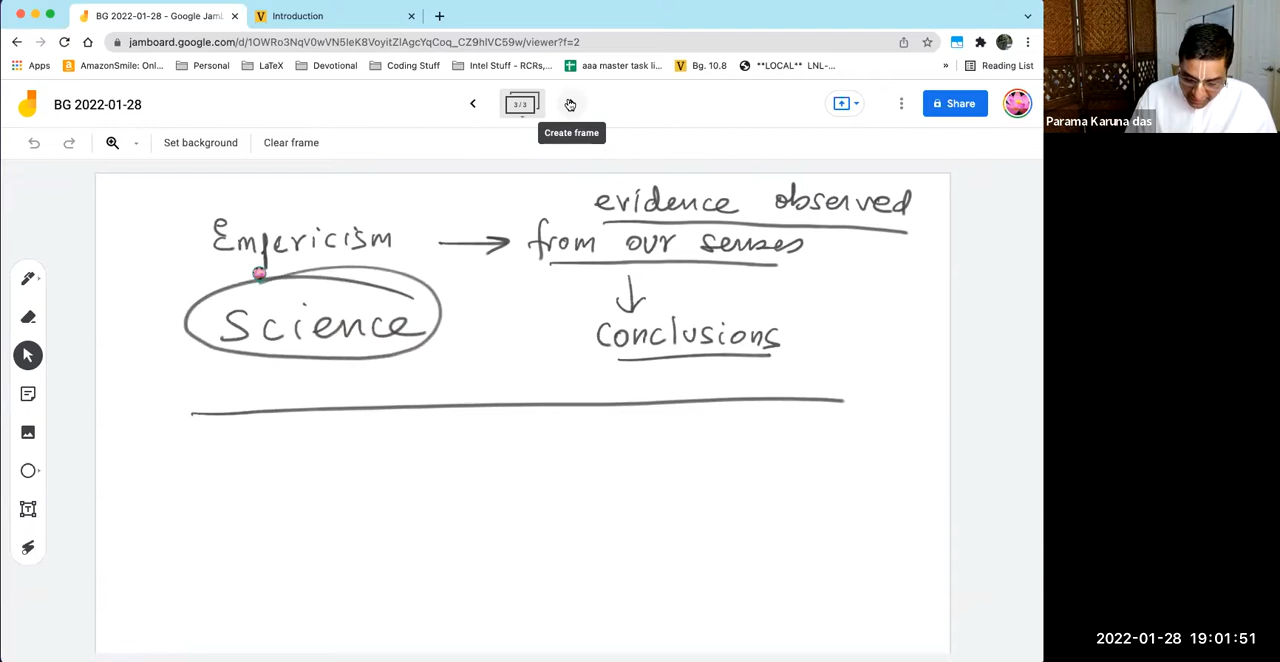 BG 2022-01-28 - Google Jam
Introduction
jamboard.google.com/d/1OWRo3NqV0wVN5leK8VoyitZlAgcYqCoq_CZ9hIVC59w/viewer?f=2
Apps AmazonSmile: Onl... Personal LaTeX Devotional Coding Stuff Intel Stuff - RCRs,... aaa master task li... Bg. 10.8 **LOCAL** LNL-... » Reading List
BG 2022-01-28
3 / 3
Share
Create frame
Parama Karuna das
Set background Clear frame
evidence observed
Empericism → from our senses
↓
Science
Conclusions
2022-01-28 19:01:51